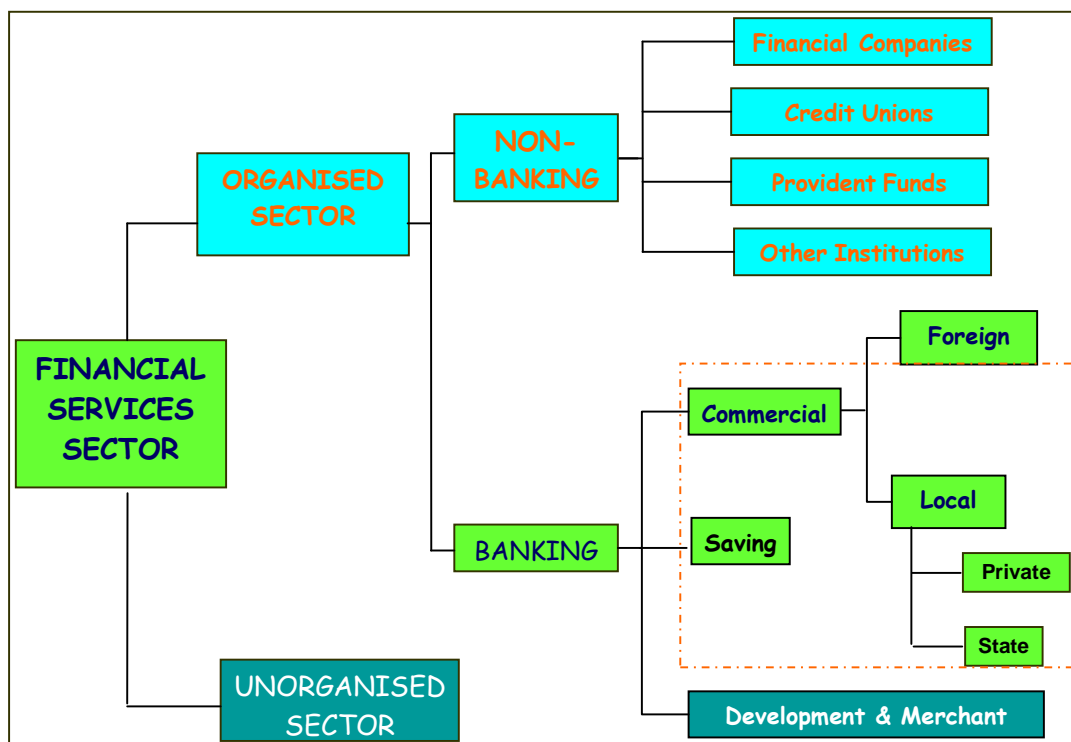 Financial Companies
Credit Unions
NON-
BANKING
Provident Funds
ORGANISED
SECTOR
Other Institutions
Foreign
FINANCIAL
SERVICES
SECTOR
Commercial
Local
BANKING
Saving
Private
State
UNORGANISED
SECTOR
Development & Merchant